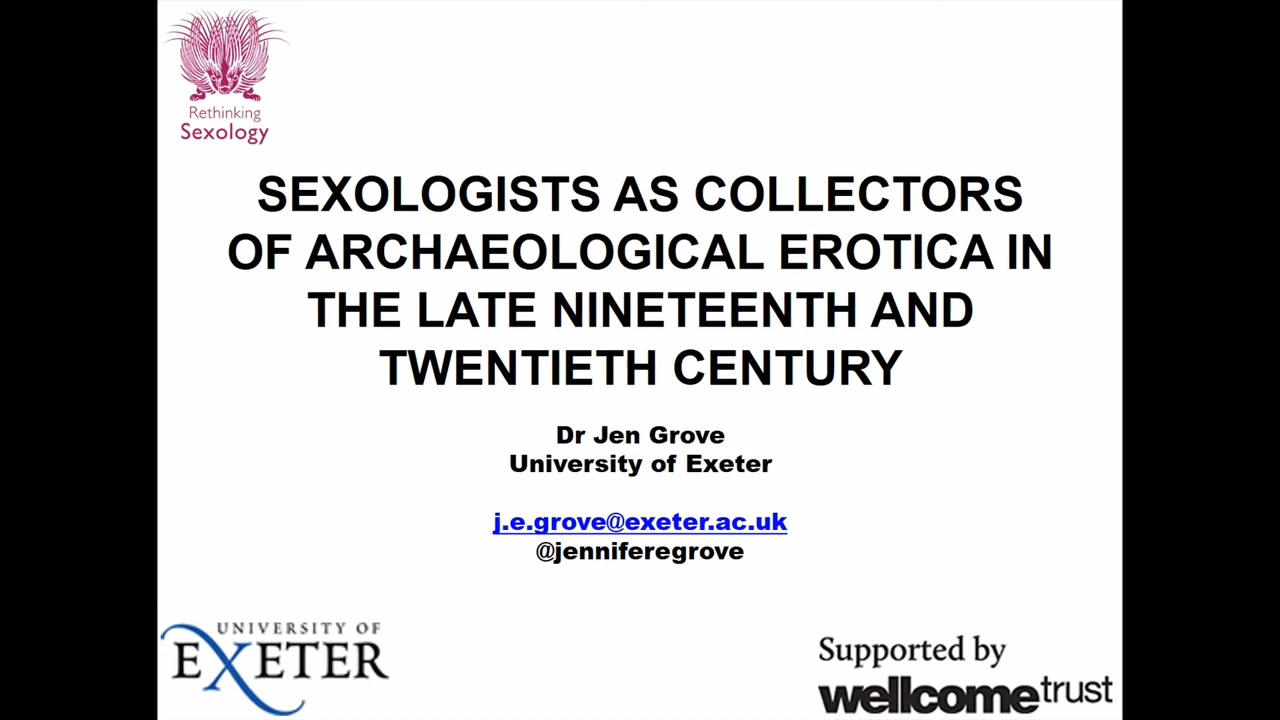 Rethinking
Sexology
SEXOLOGISTS AS COLLECTORS
OF ARCHAEOLOGICAL EROTICA IN
THE LATE NINETEENTH AND
TWENTIETH CENTURY
Dr Jen Grove
University of Exeter
j.e.grove@exeter.ac.uk
@jenniferegrove
UNIVERSITY OF
EXETER
Supported by
wellcometrust